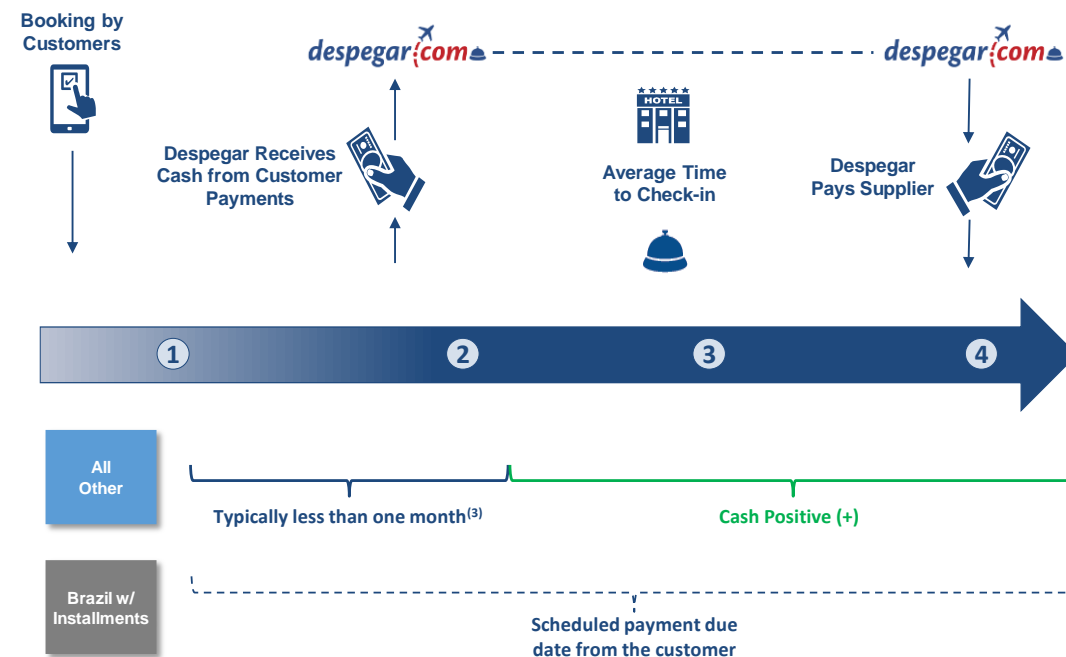 Booking by
Customers
despegar.com
despegar.com
HOTEL
Despegar Receives
Cash from Customer
Payments
Average Time
to Check-in
Despegar
Pays Supplier
1
2
3
4
All
Other
Typically less than one month(3)
Cash Positive (+)
Brazil w/
Installments
Scheduled payment due
date from the customer